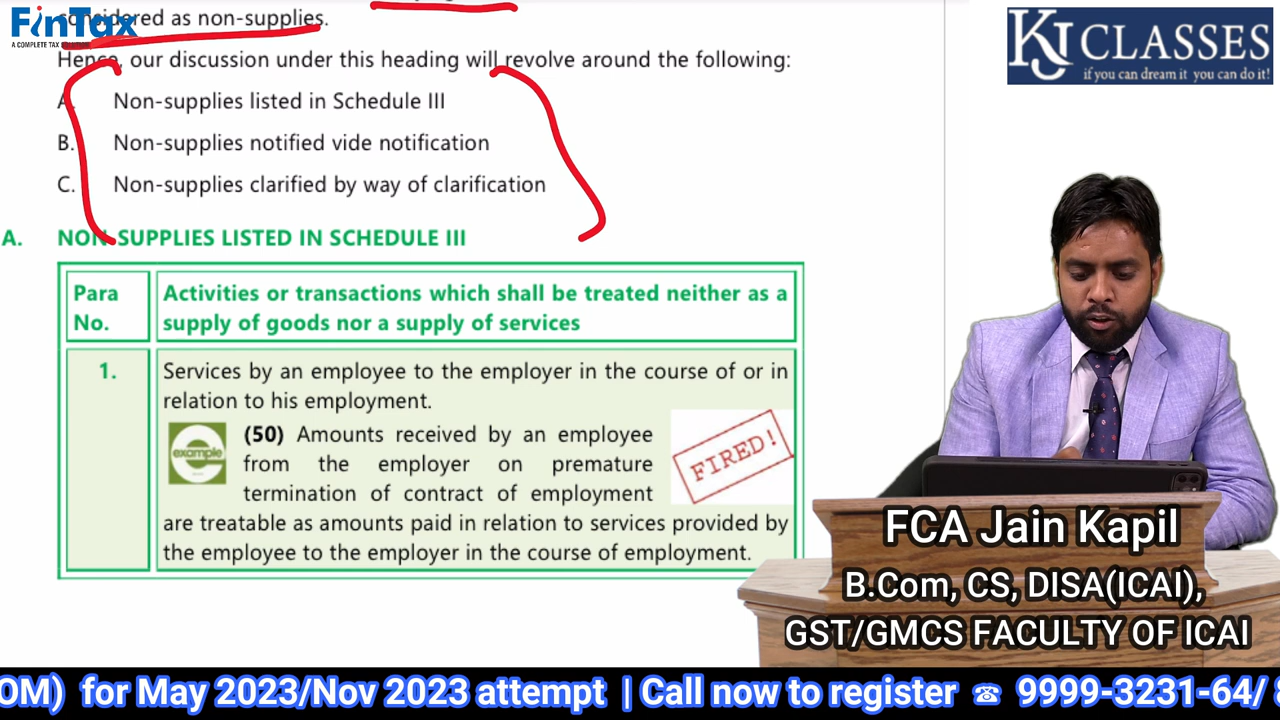 considered as non-supplies.
FinTax
A COMPLETE TAX SOLUTION
Hence, our discussion under this heading will revolve around the following:
A. Non-supplies listed in Schedule III
B. Non-supplies notified vide notification
C. Non-supplies clarified by way of clarification
A. NON-SUPPLIES LISTED IN SCHEDULE III
Para No.
Activities or transactions which shall be treated neither as a
supply of goods nor a supply of services
1.
Services by an employee to the employer in the course of or in
relation to his employment.
example
(50) Amounts received by an employee
from the employer on premature
termination of contract of employment
are treatable as amounts paid in relation to services provided by
the employee to the employer in the course of employment.
FIRED!
KJ CLASSES
if you can dream it you can do it!
FCA Jain Kapil
B.Com, CS, DISA(ICAI),
GST/GMCS FACULTY OF ICAI
OM) for May 2023/Nov 2023 attempt | Call now to register ☎ 9999-3231-64/